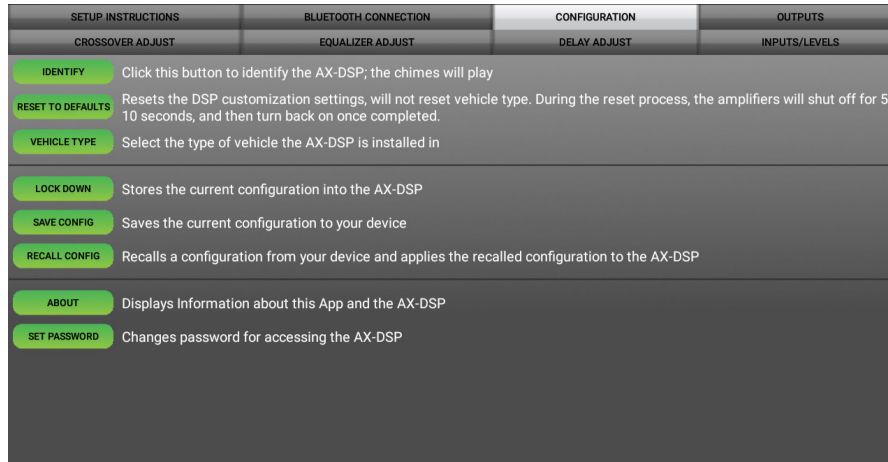 SETUP INSTRUCTIONS BLUETOOTH CONNECTION CONFIGURATION OUTPUTS
CROSSOVER ADJUST EQUALIZER ADJUST DELAY ADJUST INPUTS/LEVELS
IDENTIFY Click this button to identify the AX-DSP; the chimes will play
RESET TO DEFAULTS Resets the DSP customization settings, will not reset vehicle type. During the reset process, the amplifiers will shut off for 5
10 seconds, and then turn back on once completed.
VEHICLE TYPE Select the type of vehicle the AX-DSP is installed in
LOCK DOWN Stores the current configuration into the AX-DSP
SAVE CONFIG Saves the current configuration to your device
RECALL CONFIG Recalls a configuration from your device and applies the recalled configuration to the AX-DSP
ABOUT Displays Information about this App and the AX-DSP
SET PASSWORD Changes password for accessing the AX-DSP